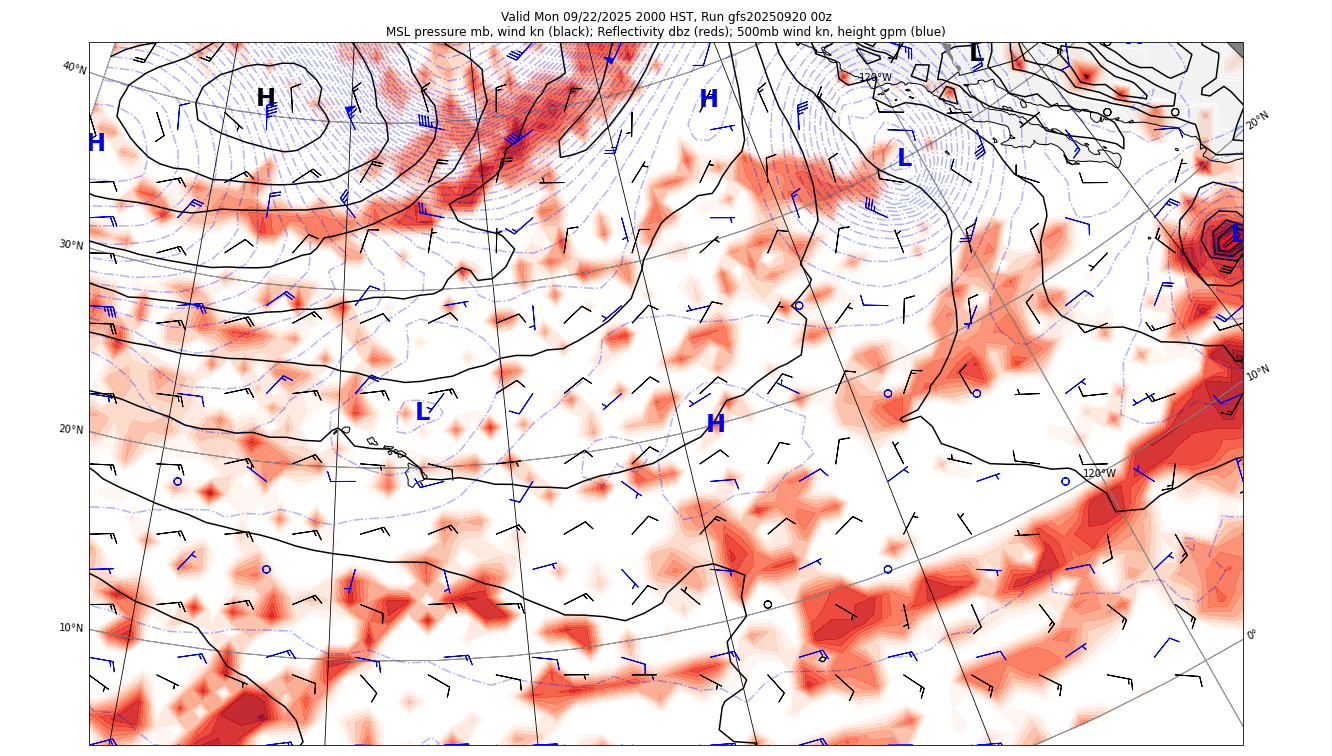 Valid Mon 09/22/2025 2000 HST, Run gfs20250920 00z
MSL pressure mb, wind kn (black); Reflectivity dbz (reds); 500mb wind kn, height gpm (blue)
L
40°N
120°W
H
H
20°N
H
L
L
30°N
10°N
L
H
20°N
120°W
10°N
0°